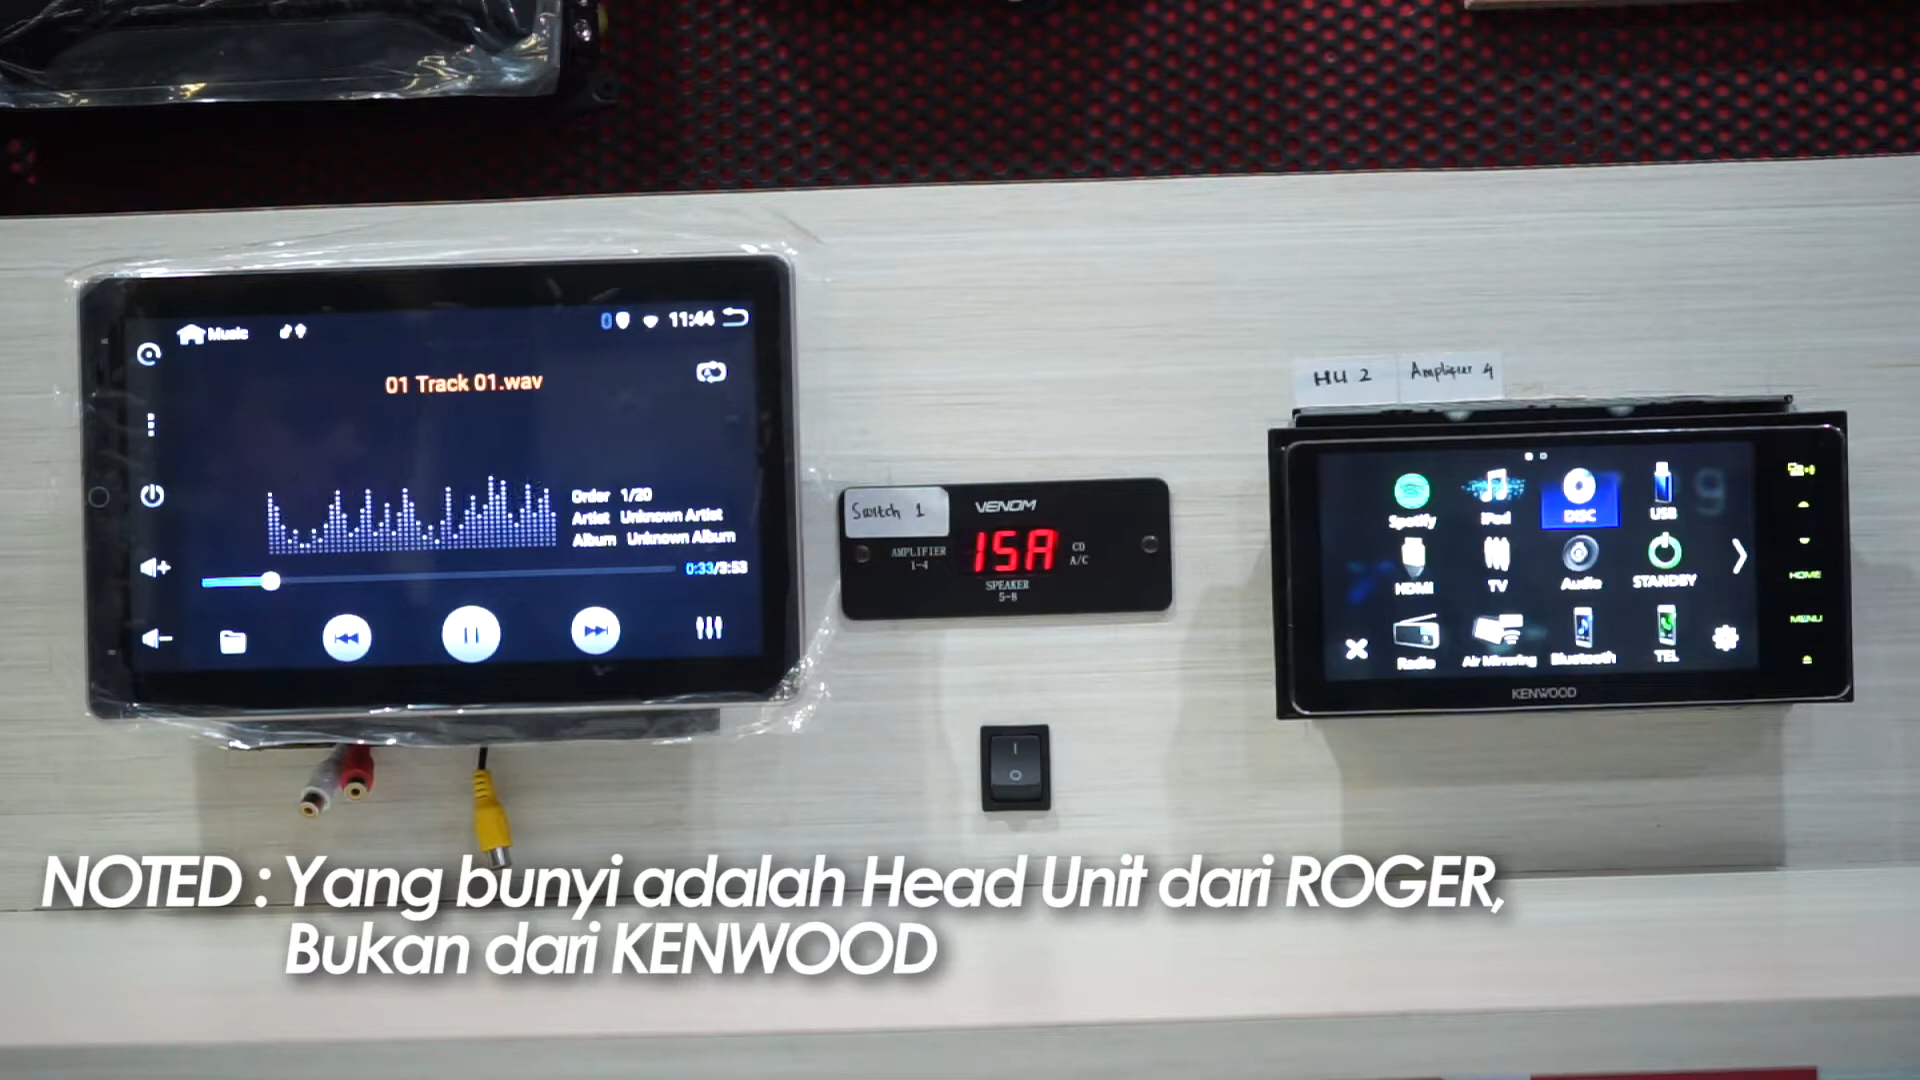 Music
11:44
01 Track 01.wav
Order 1/20
Artist Unknown Artist
Album Unknown Album
0:33/3:53
Switch 1
VENOM
AMPLIFIER
1-4
15A
CD
A/C
SPEAKER
5-8
HU 2
Amplifier 4
Spotify
iPod
DISC
USB
HDMI
TV
Audio
STANDBY
Radio
Air Mirroring
Bluetooth
TEL
HOME
MENU
KENWOOD
I
O
NOTED : Yang bunyi adalah Head Unit dari ROGER,
Bukan dari KENWOOD